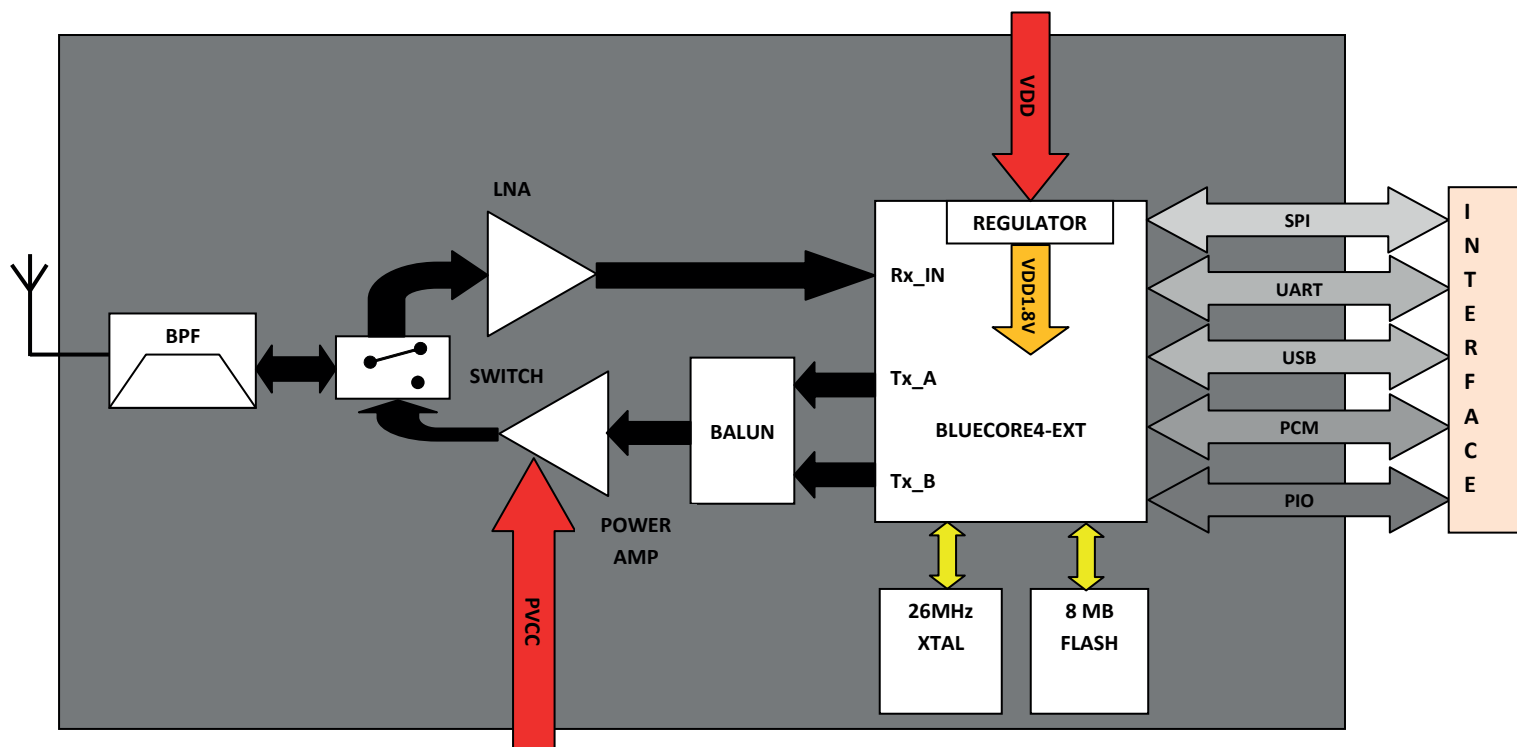 VDD
LNA
REGULATOR
SPI
Rx_IN
VDD1.8V
UART
BPF
USB
SWITCH
Tx_A
BALUN
BLUECORE4-EXT
PCM
Tx_B
PIO
POWER
AMP
PVCC
26MHz
XTAL
8 MB
FLASH
INTERFACE